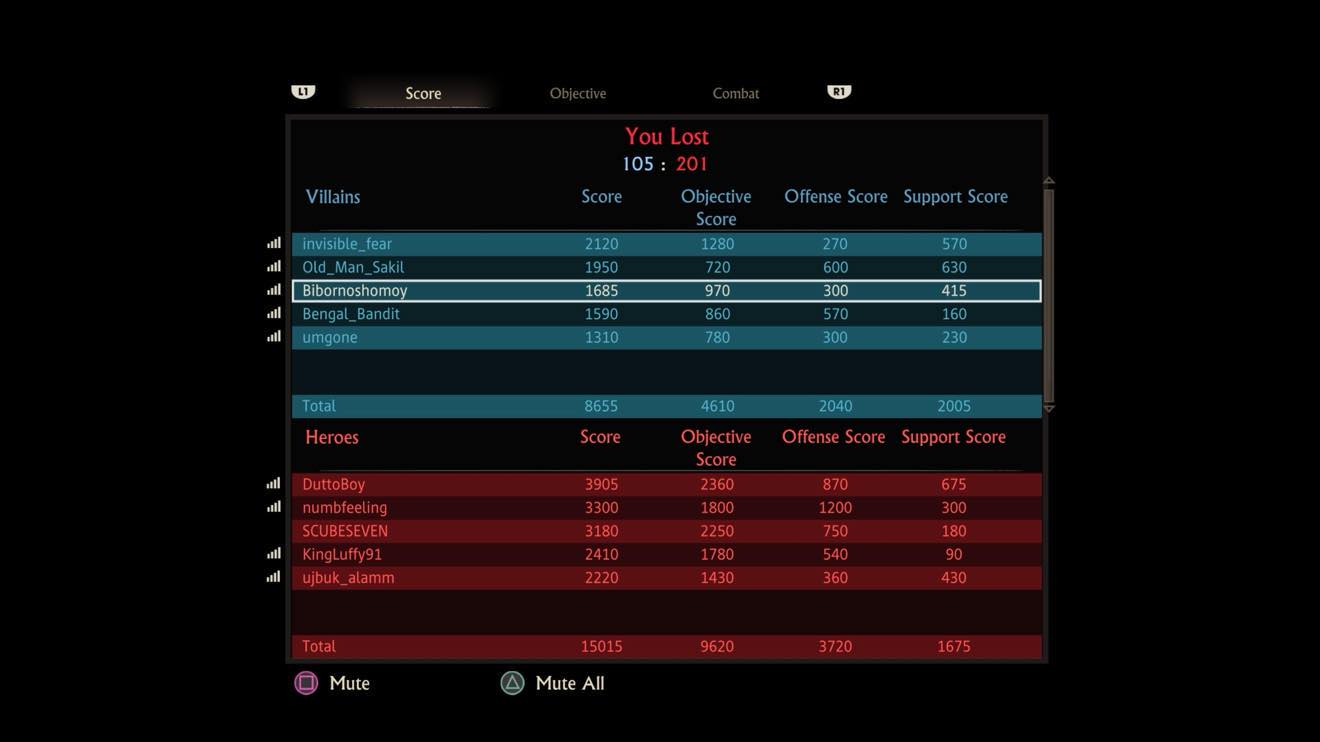 L1 Score Objective Combat R1
You Lost
105 : 201
Villains Score Objective Score Offense Score Support Score
invisible_fear 2120 1280 270 570
Old_Man_Sakil 1950 720 600 630
Bibornoshomoy 1685 970 300 415
Bengal_Bandit 1590 860 570 160
umgone 1310 780 300 230
Total 8655 4610 2040 2005
Heroes Score Objective Score Offense Score Support Score
DuttoBoy 3905 2360 870 675
numbfeeling 3300 1800 1200 300
SCUBESEVEN 3180 2250 750 180
KingLuffy91 2410 1780 540 90
ujbuk_alamm 2220 1430 360 430
Total 15015 9620 3720 1675
Mute Mute All